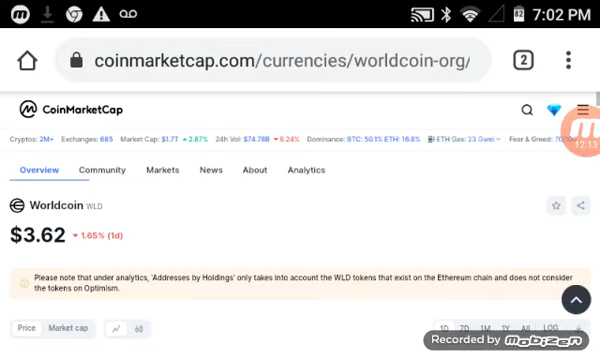 82 7:02 PM
coinmarketcap.com/currencies/worldcoin-org/ 2
CoinMarketCap
Cryptos: 2M+ Exchanges: 685 Market Cap: $1.7T 2.87% 24h Vol: $74.78B 8.24% Dominance: BTC: 50.1% ETH: 16.8% ETH Gas: 23 Gwei Fear & Greed:
12:13
Overview Community Markets News About Analytics
Worldcoin WLD
$3.62 1.65% (1d)
Please note that under analytics, 'Addresses by Holdings' only takes into account the WLD tokens that exist on the Ethereum chain and does not consider
the tokens on Optimism.
Price Market cap 1D 7D 1M 1Y All LOG
Recorded by mobizen